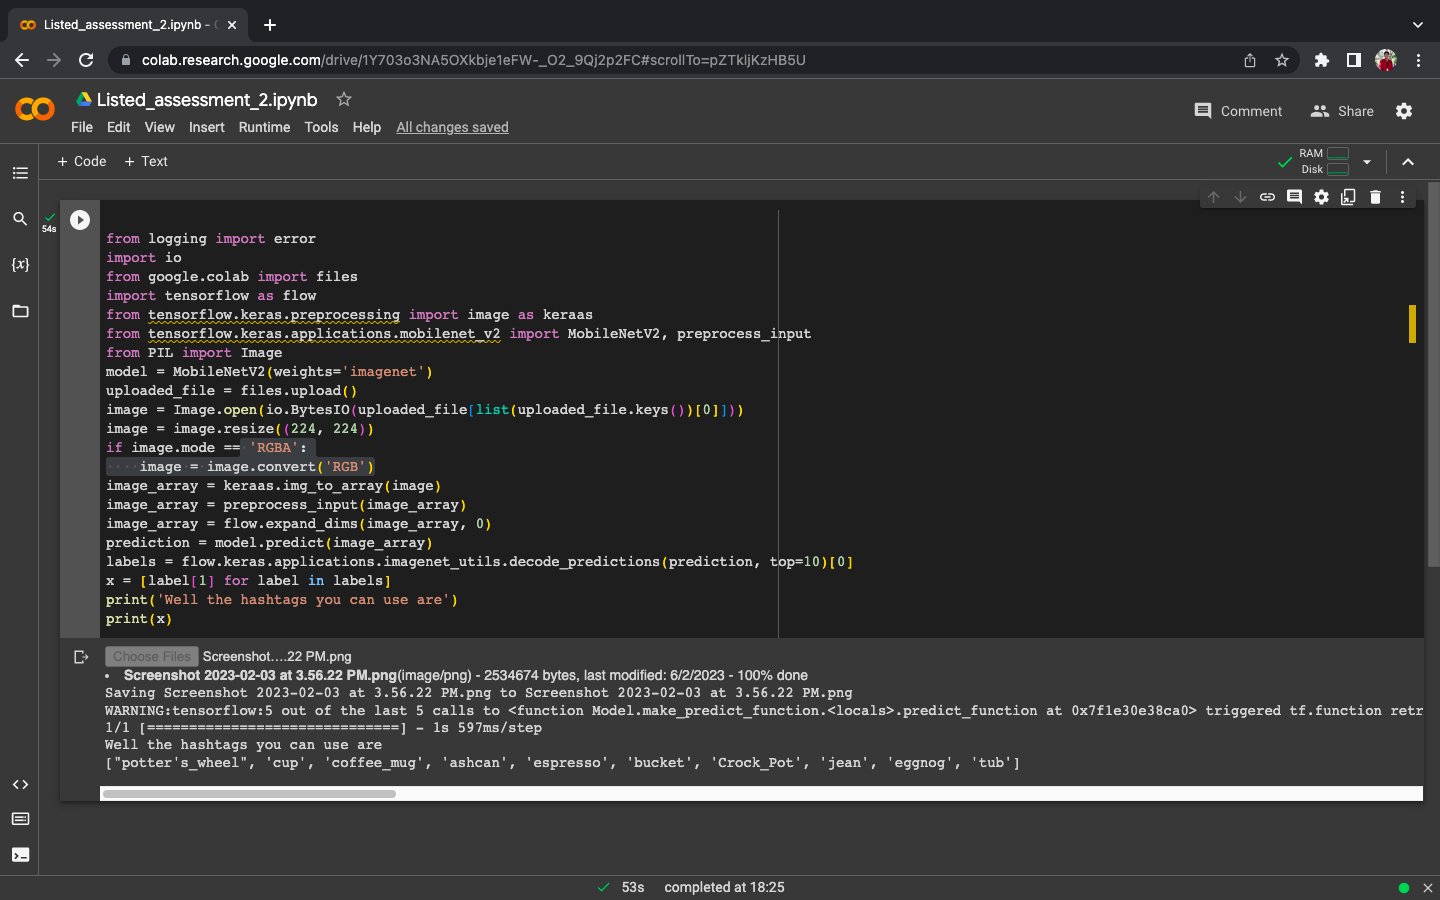 Listed_assessment_2.ipynb - C
colab.research.google.com/drive/1Y703o3NA5OXkbje1eFW-_O2_9Qj2p2FC#scrollTo=pZTkljKzHB5U
Listed_assessment_2.ipynb
Comment
Share
File Edit View Insert Runtime Tools Help All changes saved
+ Code + Text
RAM
Disk
54s
{x}
from logging import error
import io
from google.colab import files
import tensorflow as flow
from tensorflow.keras.preprocessing import image as keraas
from tensorflow.keras.applications.mobilenet_v2 import MobileNetV2, preprocess_input
from PIL import Image
model = MobileNetV2(weights='imagenet')
uploaded_file = files.upload()
image = Image.open(io.BytesIO(uploaded_file[list(uploaded_file.keys())[0]]))
image = image.resize((224, 224))
if image.mode == 'RGBA':
    image = image.convert('RGB')
image_array = keraas.img_to_array(image)
image_array = preprocess_input(image_array)
image_array = flow.expand_dims(image_array, 0)
prediction = model.predict(image_array)
labels = flow.keras.applications.imagenet_utils.decode_predictions(prediction, top=10)[0]
x = [label[1] for label in labels]
print('Well the hashtags you can use are')
print(x)
Choose Files Screenshot....22 PM.png
• Screenshot 2023-02-03 at 3.56.22 PM.png(image/png) - 2534674 bytes, last modified: 6/2/2023 - 100% done
Saving Screenshot 2023-02-03 at 3.56.22 PM.png to Screenshot 2023-02-03 at 3.56.22 PM.png
WARNING:tensorflow:5 out of the last 5 calls to <function Model.make_predict_function.<locals>.predict_function at 0x7f1e30e38ca0> triggered tf.function retr
1/1 [==============================] - 1s 597ms/step
Well the hashtags you can use are
["potter's_wheel", 'cup', 'coffee_mug', 'ashcan', 'espresso', 'bucket', 'Crock_Pot', 'jean', 'eggnog', 'tub']
53s completed at 18:25